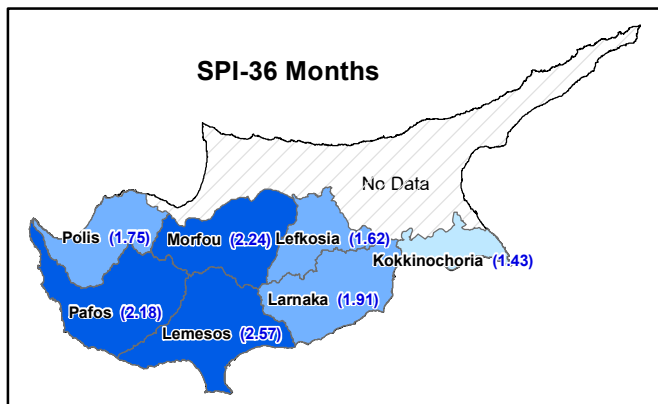 SPI-36 Months
No Data
Polis (1.75)
Morfou (2.24)
Lefkosia (1.62)
Kokkinochoria (1.43)
Pafos (2.18)
Lemesos (2.57)
Larnaka (1.91)